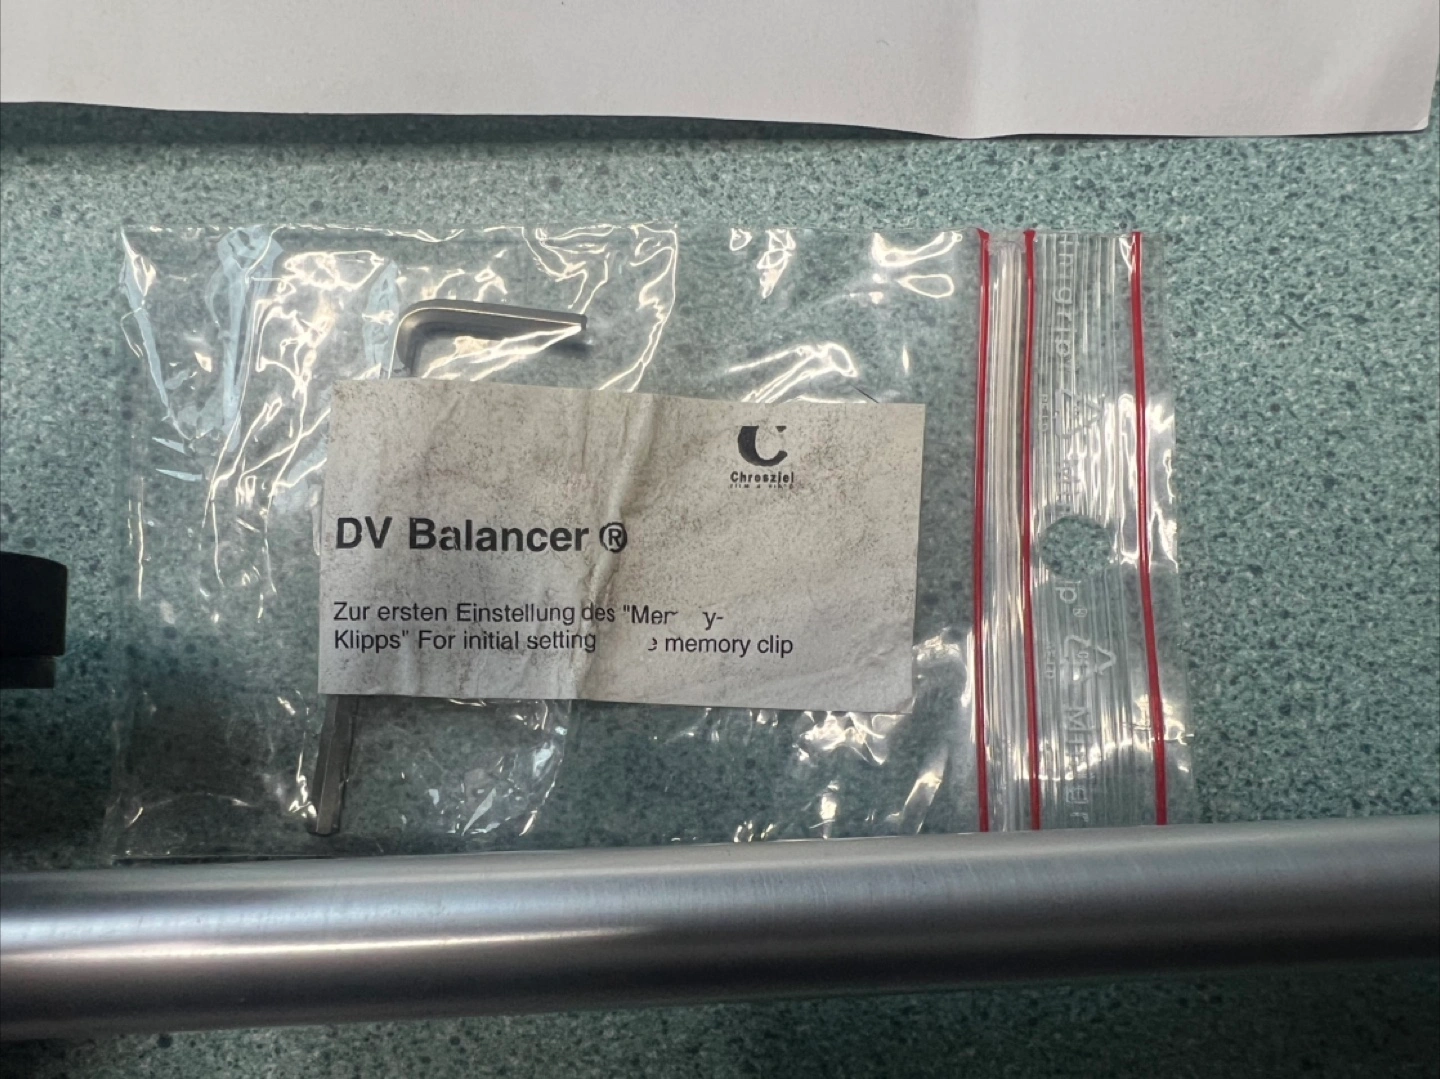 Chrosziel
DV Balancer ®
Zur ersten Einstellung des "Mer y-
Klipps" For initial setting e memory clip